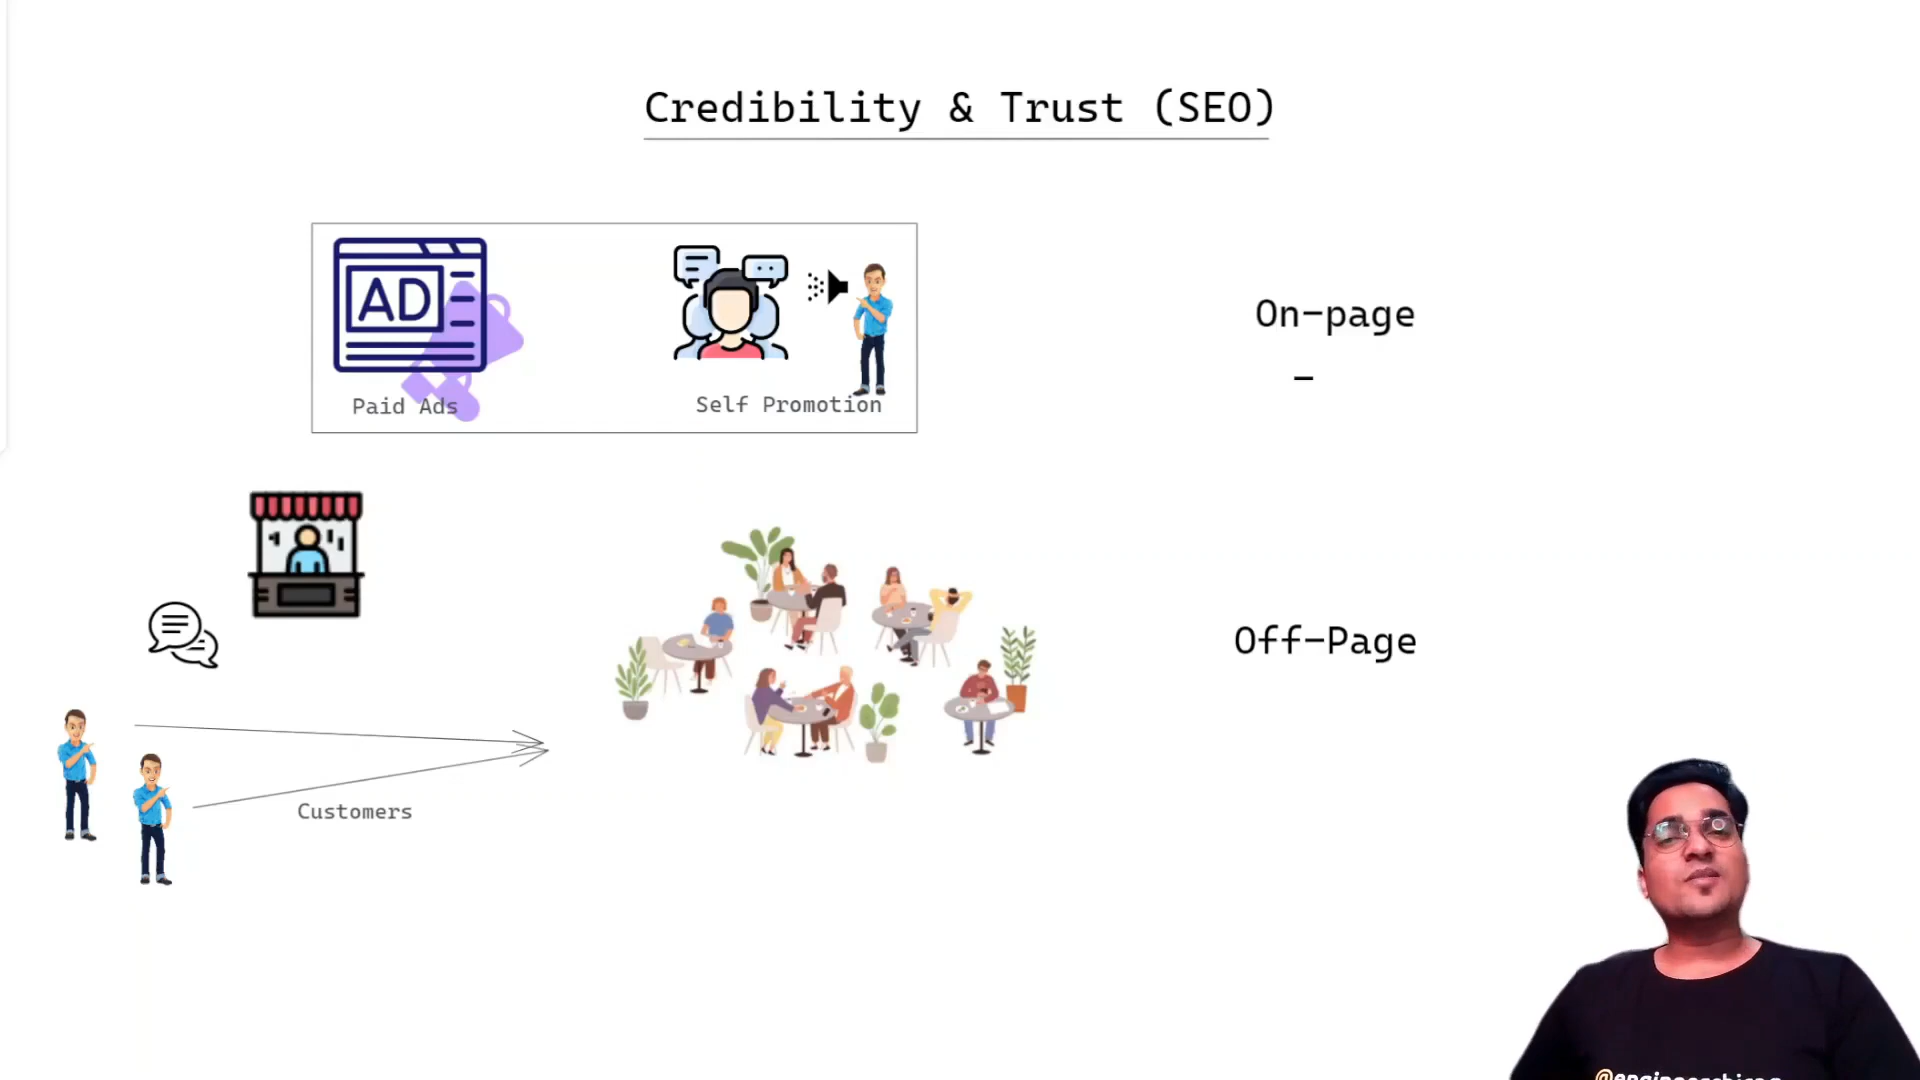 Credibility & Trust (SEO)
AD
Paid Ads
Self Promotion
On-page
-
Off-Page
Customers